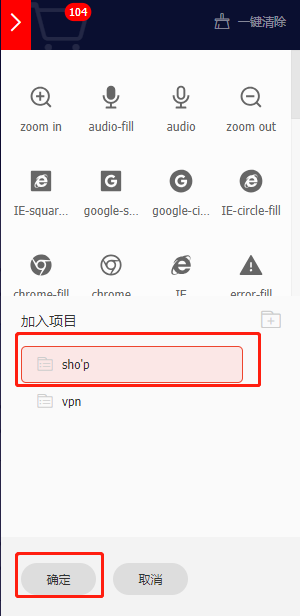 104
一键清除
zoom in
audio-fill
audio
zoom out
IE-squar...
google-s...
google-ci...
IE-circle-fill
chrome-fill
chrome
IE
error-fill
加入项目
sho'p
vpn
确定
取消